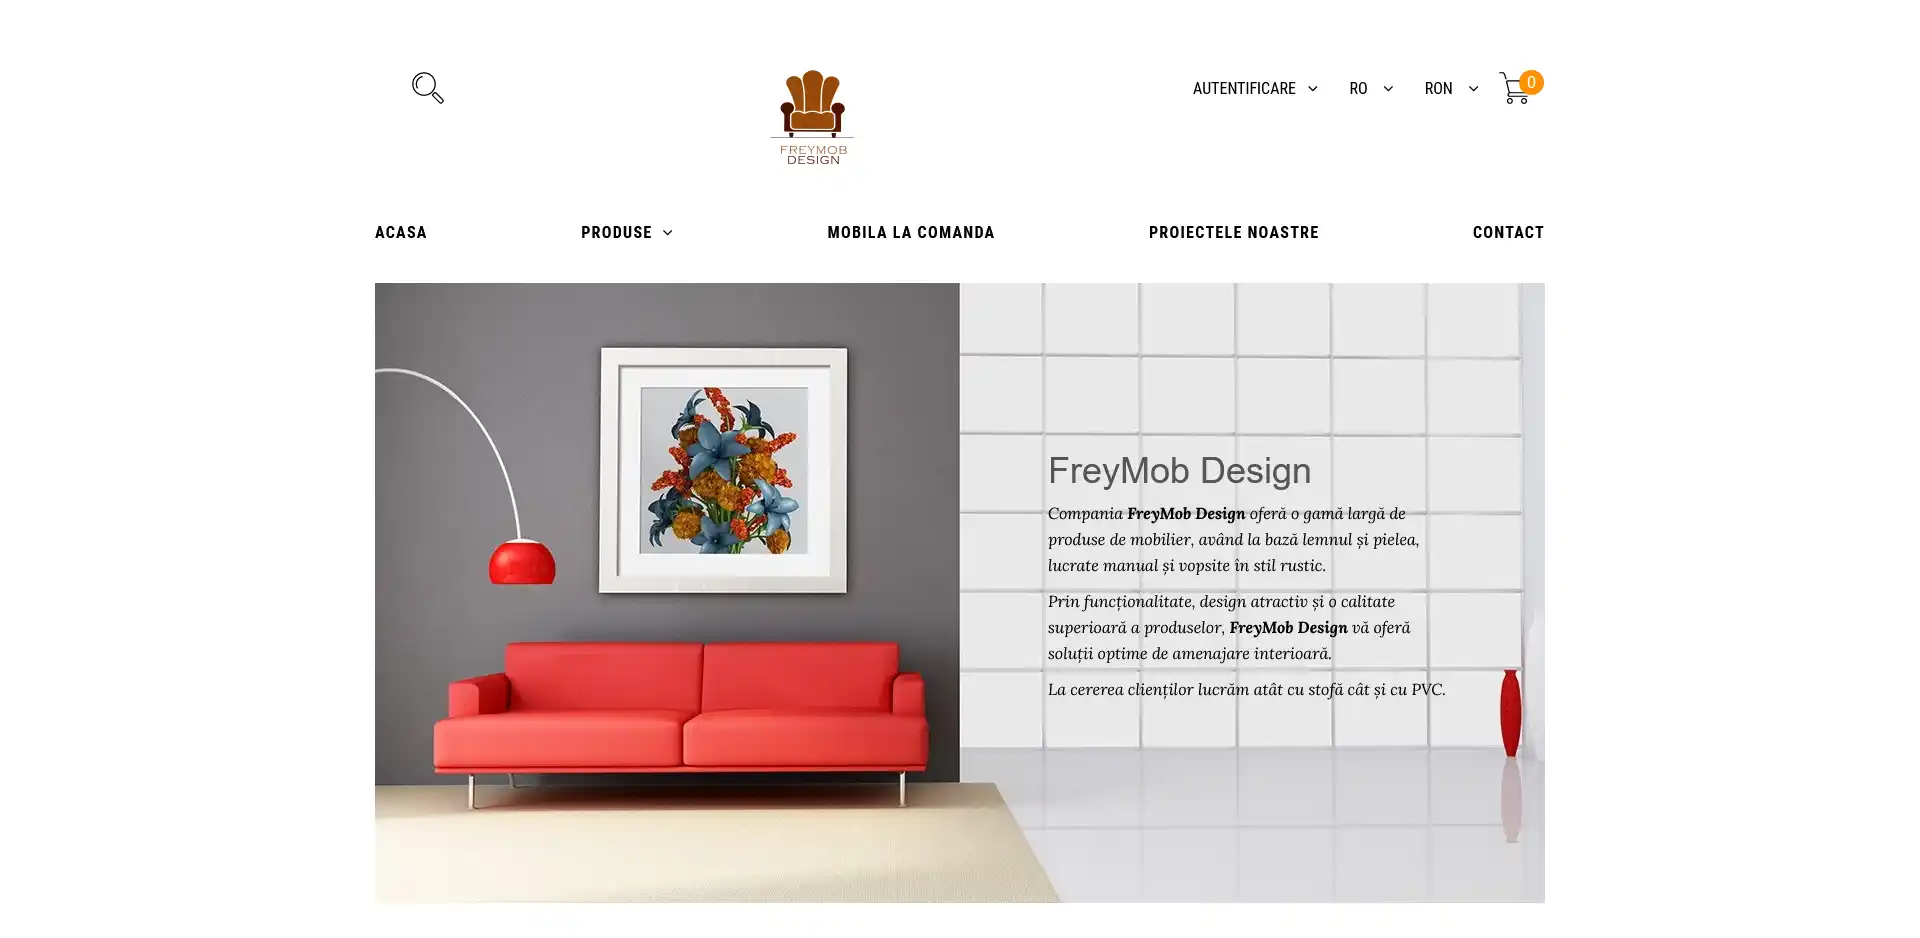 AUTENTIFICARE
RO
RON
0
FREYMOB
DESIGN
ACASA
PRODUSE
MOBILA LA COMANDA
PROIECTELE NOASTRE
CONTACT
FreyMob Design
Compania FreyMob Design oferă o gamă largă de
produse de mobilier, având la bază lemnul și pielea,
lucrate manual și vopsite în stil rustic.
Prin funcționalitate, design atractiv și o calitate
superioară a produselor, FreyMob Design vă oferă
soluții optime de amenajare interioară.
La cererea clienților lucrăm atât cu stofă cât și cu PVC.